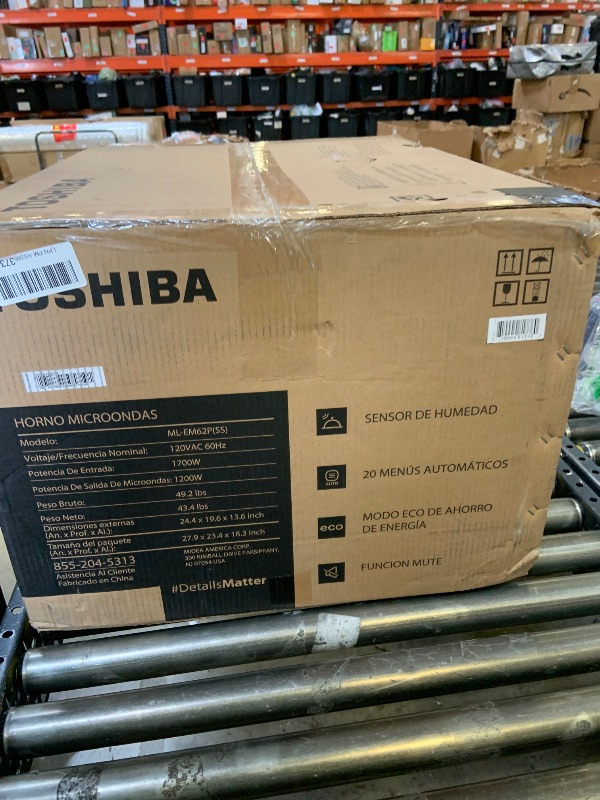 TOSHIBA
TOSHIBA
373
HORNO MICROONDAS
Modelo: ML-EM62P(SS)
Voltaje/Frecuencia Nominal: 120VAC 60Hz
Potencia De Entrada: 1700W
Potencia De Salida De Microondas: 1200W
Peso Bruto: 49.2 lbs
Peso Neto: 43.4 lbs
Dimensiones externas
(An. x Prof. x Al.): 24.4 x 19.6 x 13.6 inch
Tamaño del paquete
(An. x Prof. x Al.): 27.9 x 23.4 x 18.3 inch
855-204-5313
Asistencia Al Cliente
Fabricado en China
MIDEA AMERICA CORP.
300 KIMBALL DRIVE PARSIPPANY,
NJ 07054 USA
#DetailsMatter
SENSOR DE HUMEDAD
AUTO
20 MENÚS AUTOMÁTICOS
eco
MODO ECO DE AHORRO
DE ENERGÍA
FUNCION MUTE